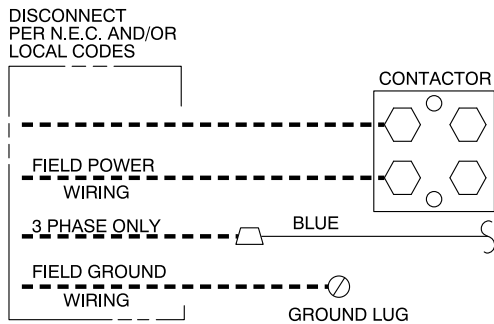 DISCONNECT
PER N.E.C. AND/OR
LOCAL CODES
CONTACTOR
FIELD POWER
WIRING
3 PHASE ONLY
BLUE
FIELD GROUND
WIRING
GROUND LUG